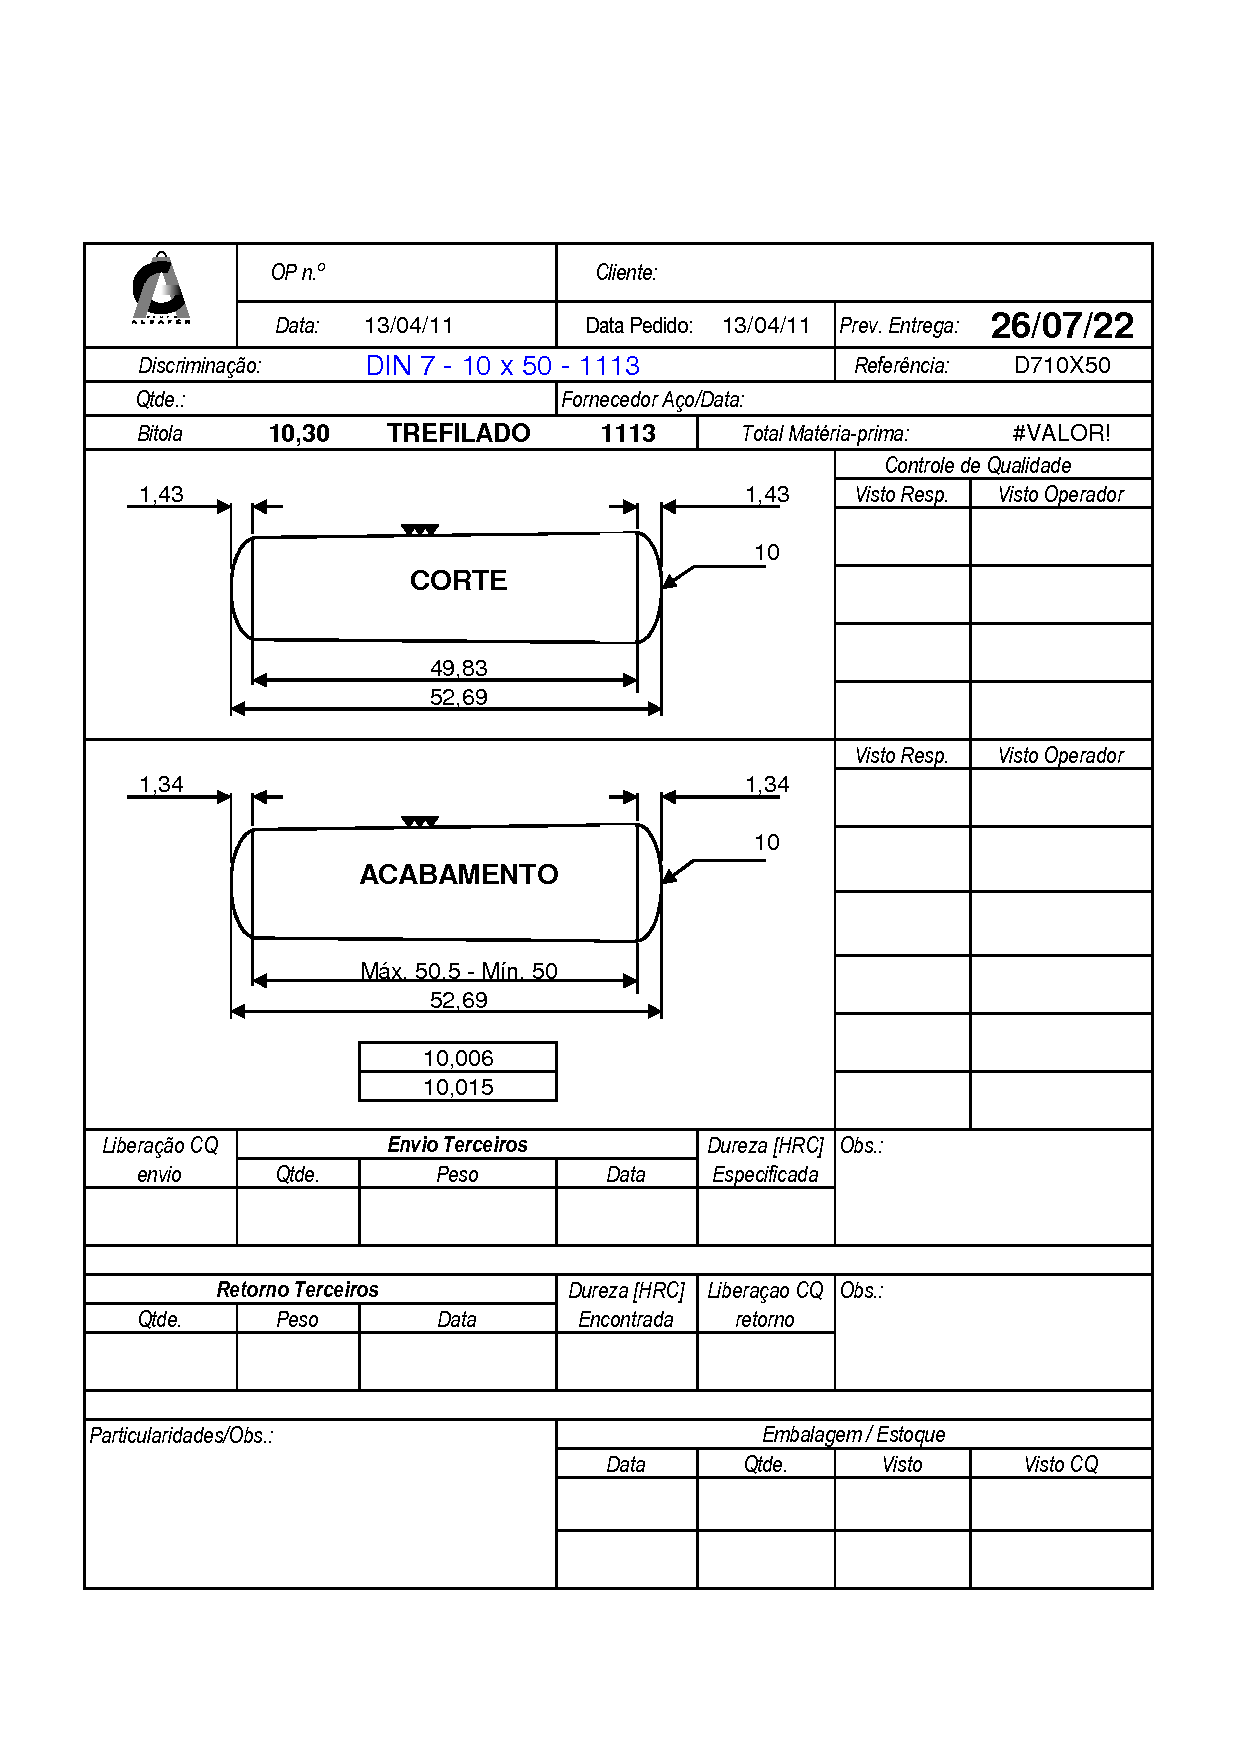 ALFAFER
OP n.º
Cliente:
Data: 13/04/11
Data Pedido: 13/04/11
Prev. Entrega: 26/07/22
Discriminação: DIN 7 - 10 x 50 - 1113
Referência: D710X50
Qtde.:
Fornecedor Aço/Data:
Bitola 10,30 TREFILADO 1113
Total Matéria-prima: #VALOR!
Controle de Qualidade
Visto Resp. Visto Operador
1,43
1,43
10
CORTE
49,83
52,69
Visto Resp. Visto Operador
1,34
1,34
10
ACABAMENTO
Máx. 50,5 - Mín. 50
52,69
10,006
10,015
Liberação CQ envio
Envio Terceiros
Qtde. Peso Data
Dureza [HRC] Especificada
Obs.:
Retorno Terceiros
Qtde. Peso Data
Dureza [HRC] Encontrada
Liberaçao CQ retorno
Obs.:
Particularidades/Obs.:
Embalagem / Estoque
Data Qtde. Visto Visto CQ